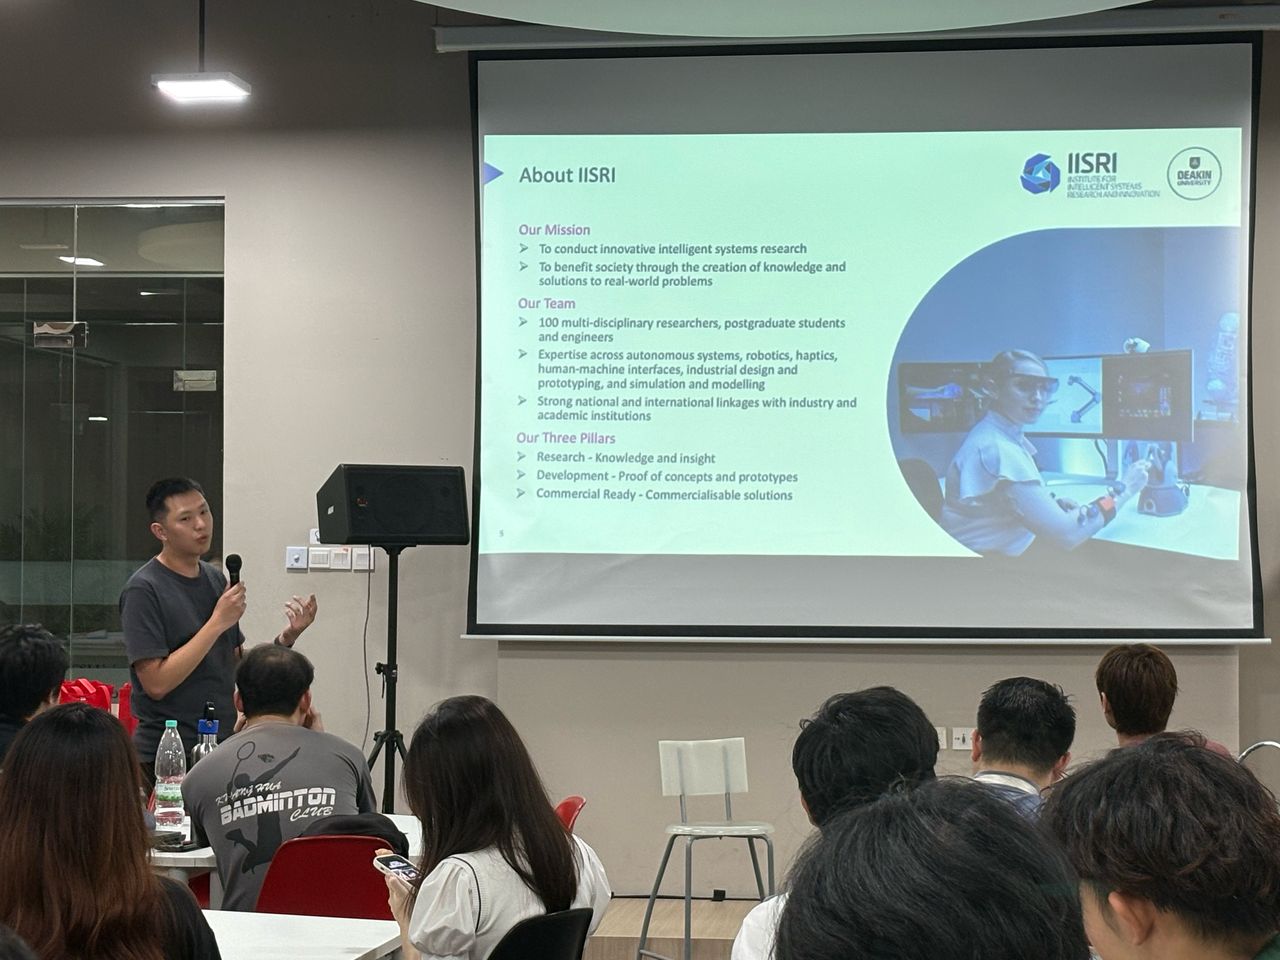 About IISRI
IISRI
INSTITUTE FOR
INTELLIGENT SYSTEMS
RESEARCH AND INNOVATION
DEAKIN
UNIVERSITY
Our Mission
➢ To conduct innovative intelligent systems research
➢ To benefit society through the creation of knowledge and
solutions to real-world problems
Our Team
➢ 100 multi-disciplinary researchers, postgraduate students
and engineers
➢ Expertise across autonomous systems, robotics, haptics,
human-machine interfaces, industrial design and
prototyping, and simulation and modelling
➢ Strong national and international linkages with industry and
academic institutions
Our Three Pillars
➢ Research - Knowledge and insight
➢ Development - Proof of concepts and prototypes
➢ Commercial Ready - Commercialisable solutions
BADMINTON
CLUB